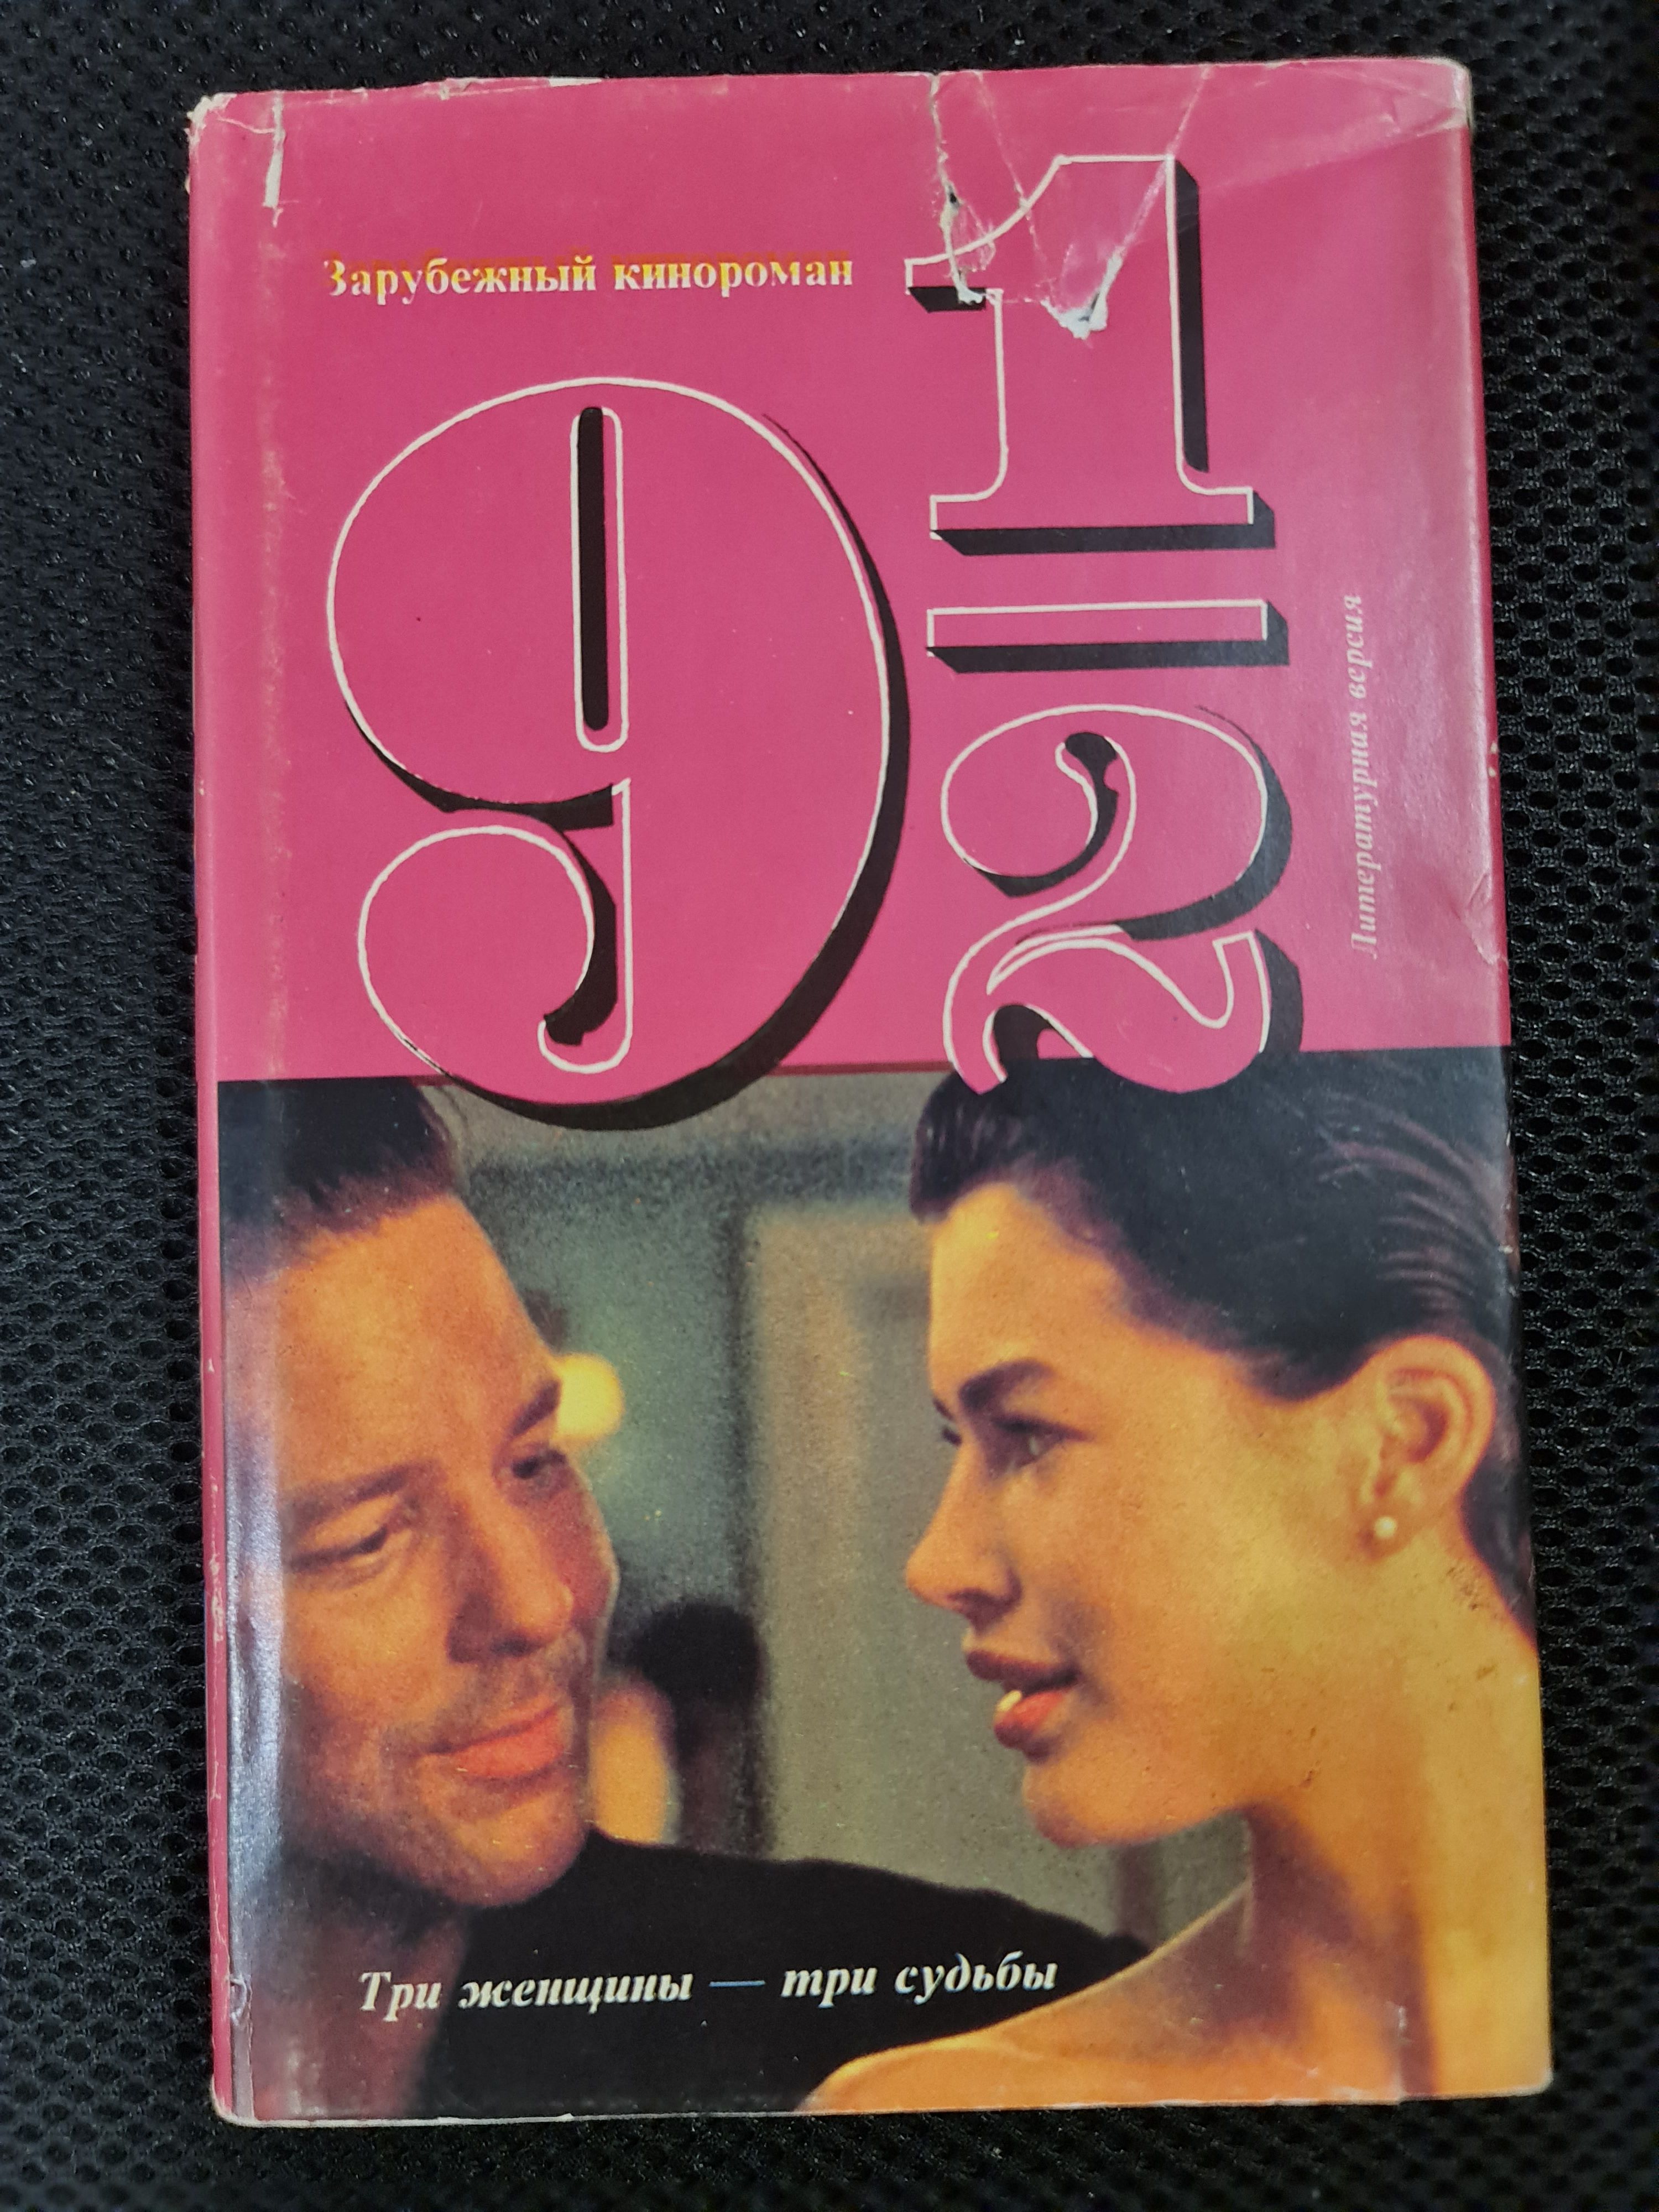 Зарубежный кинороман
9 1/2
Литературная версия
Три женщины — три судьбы